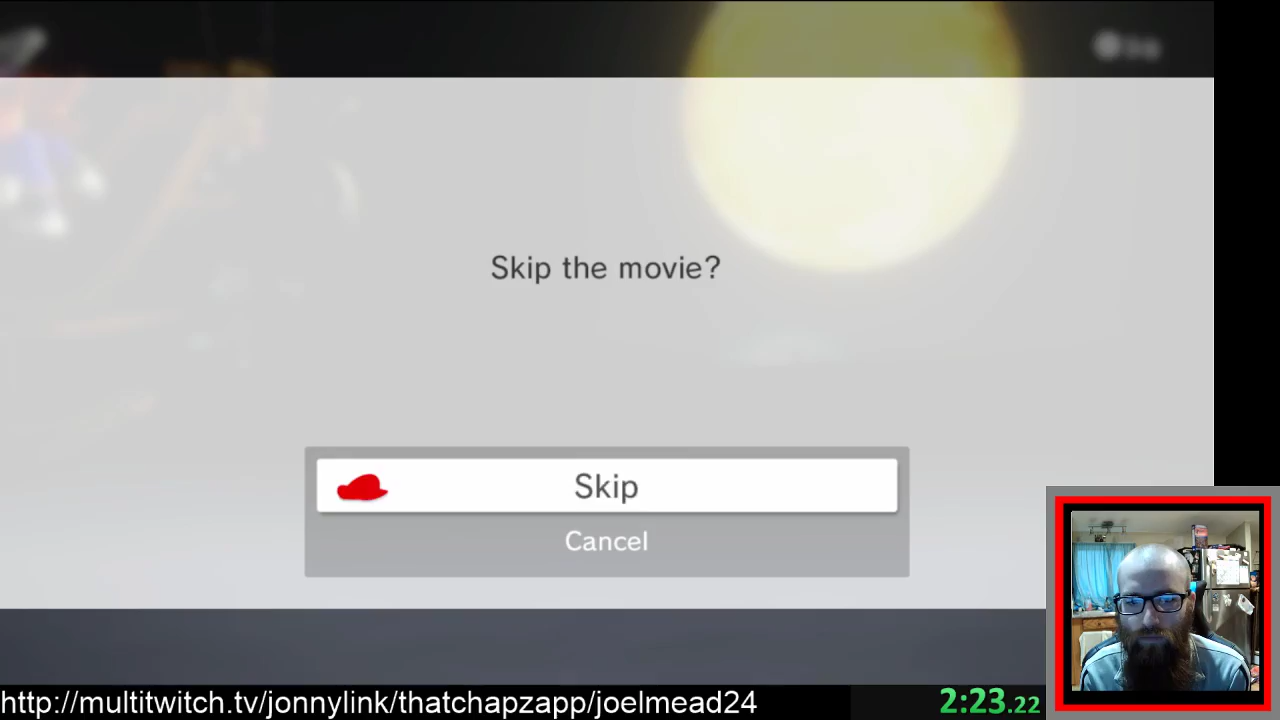 Skip the movie?
Skip
Cancel
http://multitwitch.tv/jonnylink/thatchapzapp/joelmead24
2:23.22